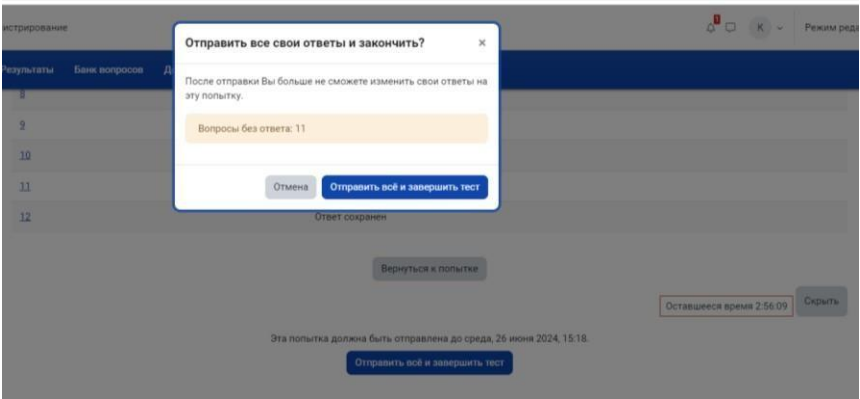 истрирование
1
К
Режим реда
Отправить все свои ответы и закончить?
×
Результаты
Банк вопросов
Д
После отправки Вы больше не сможете изменить свои ответы на
эту попытку.
8
Вопросы без ответа: 11
9
10
11
Отмена
Отправить всё и завершить тест
12
Ответ сохранен
Вернуться к попытке
Оставшееся время 2:56:09
Скрыть
Эта попытка должна быть отправлена до среда, 26 июня 2024, 15:18.
Отправить всё и завершить тест